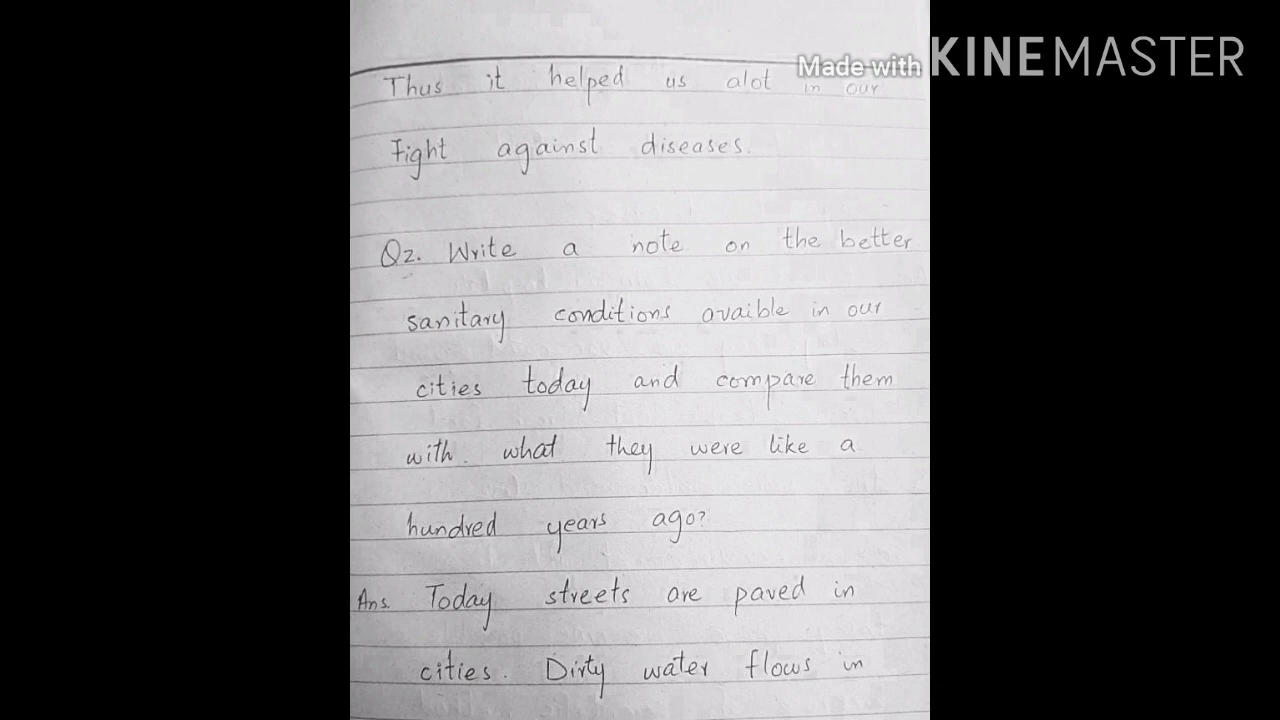 Made with KINEMASTER
Thus it helped us alot in our
Fight against diseases.
Q2. Write a note on the better
sanitary conditions avaible in our
cities today and compare them
with. what they were like a
hundred years ago?
Ans. Today streets are paved in
cities. Dirty water flows in